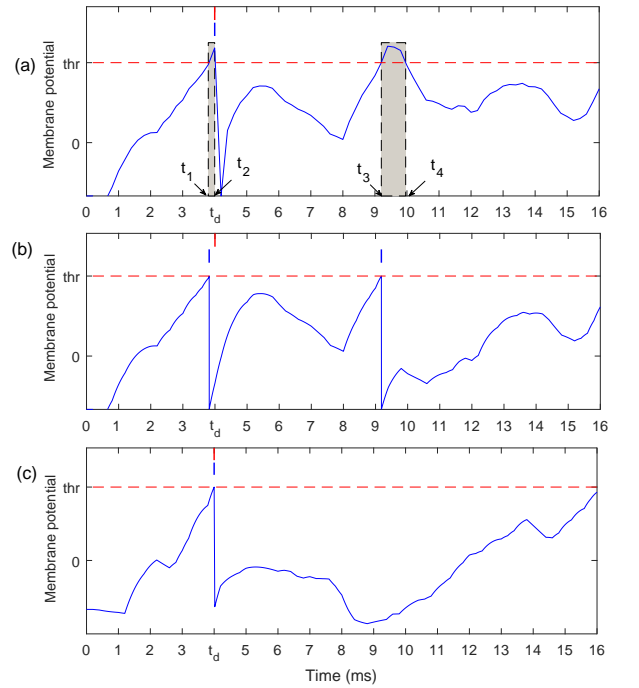 (a)
Membrane potential
thr
0
t1
t2
t3
t4
0 1 2 3 td 5 6 7 8 9 10 11 12 13 14 15 16
(b)
Membrane potential
thr
0
0 1 2 3 td 5 6 7 8 9 10 11 12 13 14 15 16
(c)
Membrane potential
thr
0
0 1 2 3 td 5 6 7 8 9 10 11 12 13 14 15 16
Time (ms)